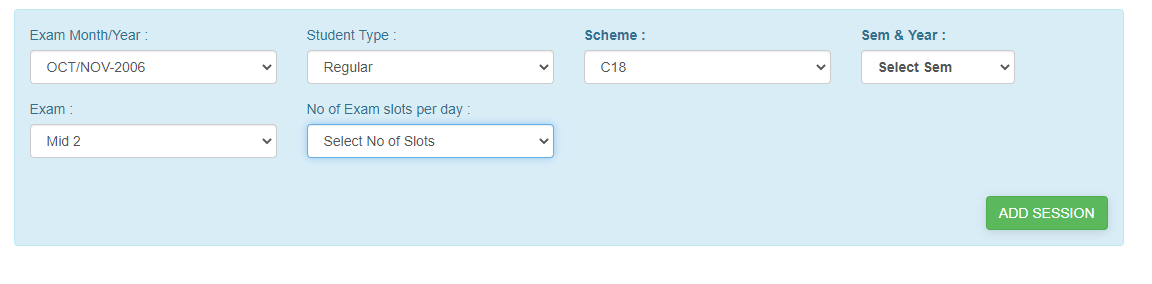 Exam Month/Year : Student Type : Scheme : Sem & Year :
OCT/NOV-2006 Regular C18 Select Sem
Exam : No of Exam slots per day :
Mid 2 Select No of Slots
ADD SESSION